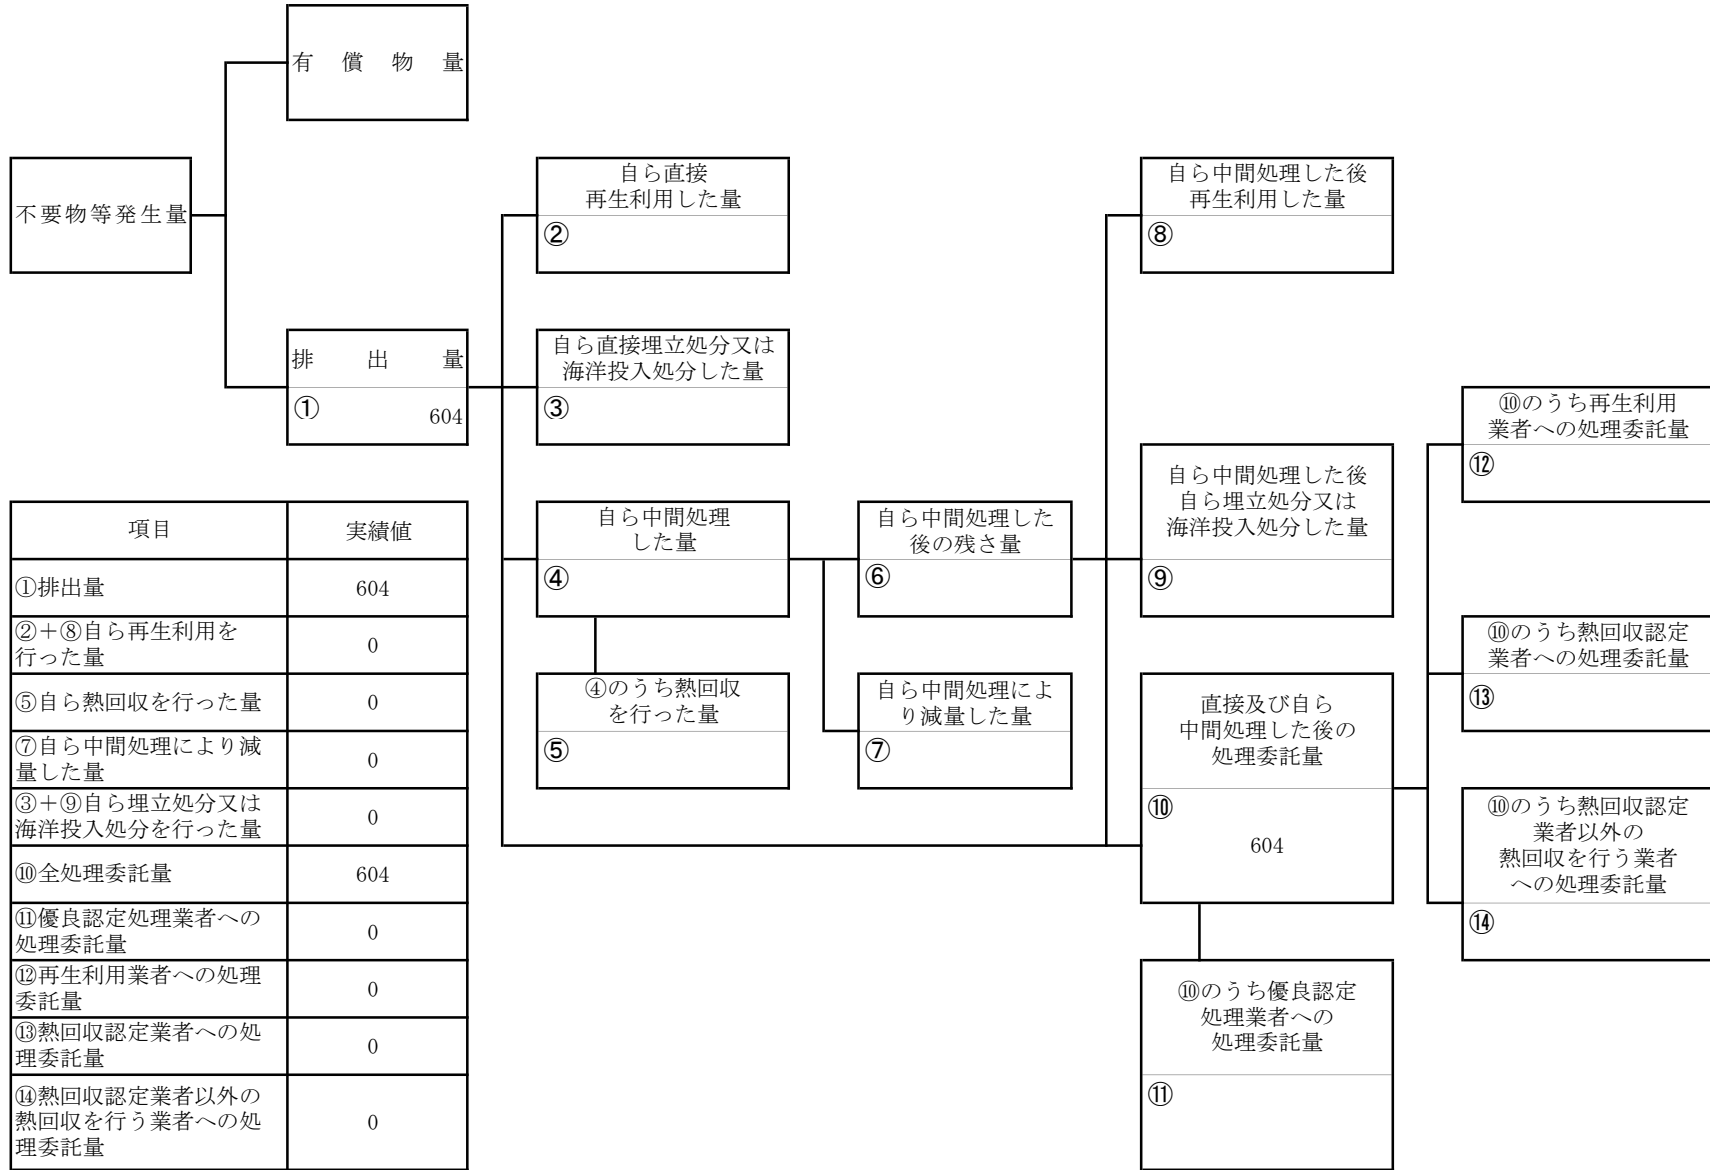 有償物量
不要物等発生量
自ら直接
再生利用した量
②
自ら中間処理した後
再生利用した量
⑧
排出量
①
604
自ら直接埋立処分又は
海洋投入処分した量
③
⑩のうち再生利用
業者への処理委託量
⑫
自ら中間処理
した量
④
自ら中間処理した
後の残さ量
⑥
自ら中間処理した後
自ら埋立処分又は
海洋投入処分した量
⑨
⑩のうち熱回収認定
業者への処理委託量
⑬
④のうち熱回収
を行った量
⑤
自ら中間処理によ
り減量した量
⑦
直接及び自ら
中間処理した後の
処理委託量
⑩
604
⑩のうち熱回収認定
業者以外の
熱回収を行う業者
への処理委託量
⑭
⑩のうち優良認定
処理業者への
処理委託量
⑪
項目 実績値
①排出量 604
②+⑧自ら再生利用を
行った量 0
⑤自ら熱回収を行った量 0
⑦自ら中間処理により減
量した量 0
③+⑨自ら埋立処分又は
海洋投入処分を行った量 0
⑩全処理委託量 604
⑪優良認定処理業者への
処理委託量 0
⑫再生利用業者への処理
委託量 0
⑬熱回収認定業者への処
理委託量 0
⑭熱回収認定業者以外の
熱回収を行う業者への処
理委託量 0